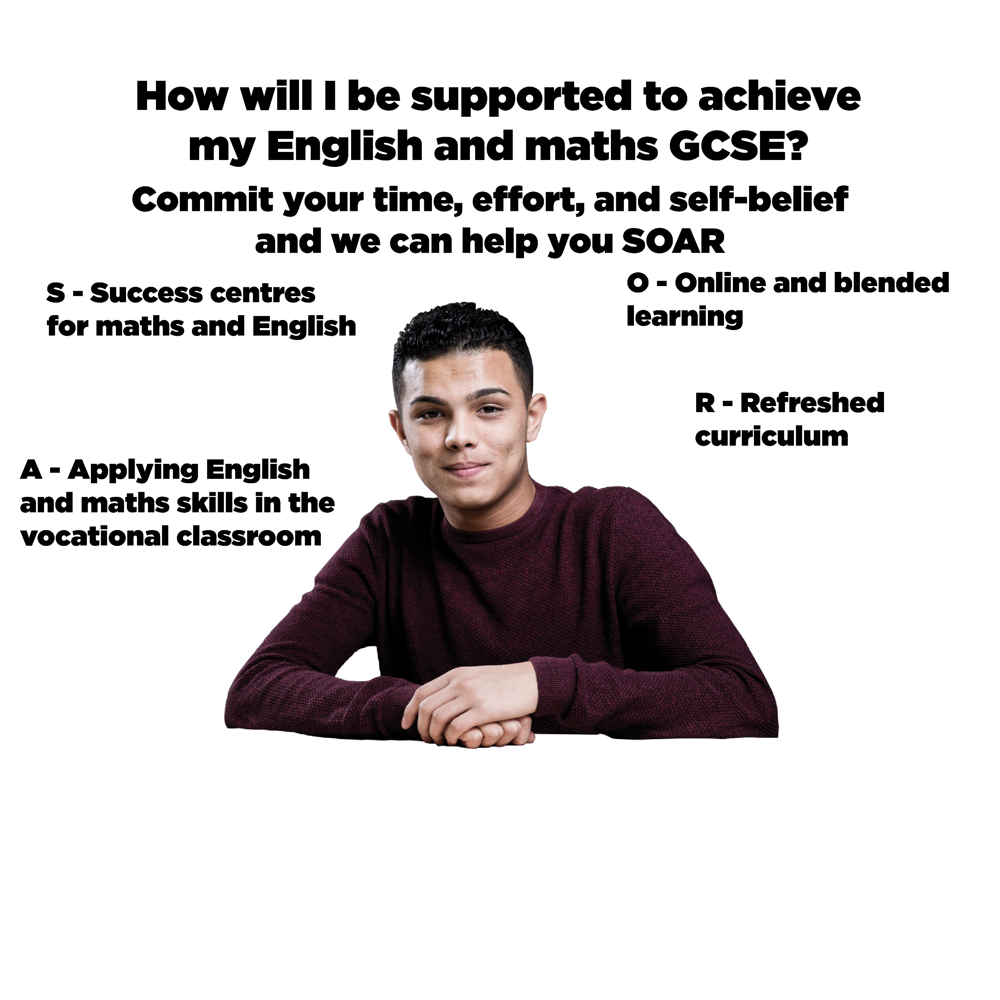 How will I be supported to achieve
my English and maths GCSE?
Commit your time, effort, and self-belief
and we can help you SOAR
S - Success centres
for maths and English
O - Online and blended
learning
A - Applying English
and maths skills in the
vocational classroom
R - Refreshed
curriculum